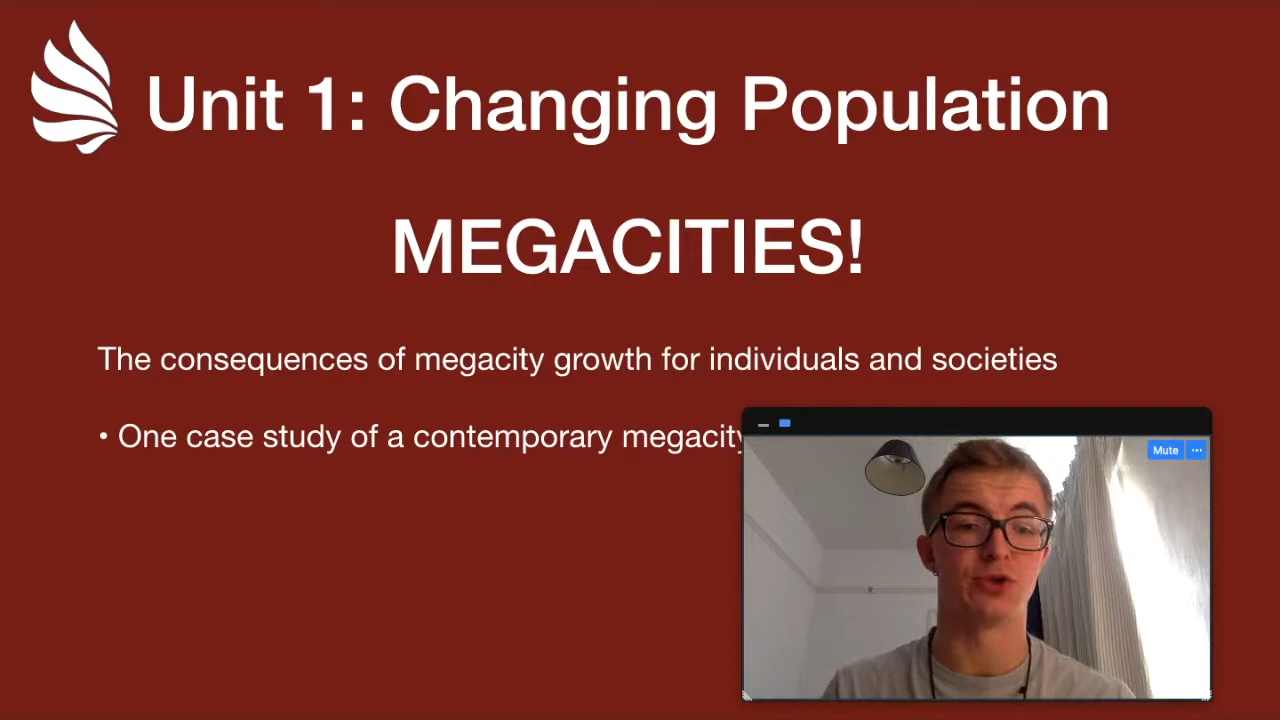 Unit 1: Changing Population
MEGACITIES!
The consequences of megacity growth for individuals and societies
• One case study of a contemporary megacity
Mute